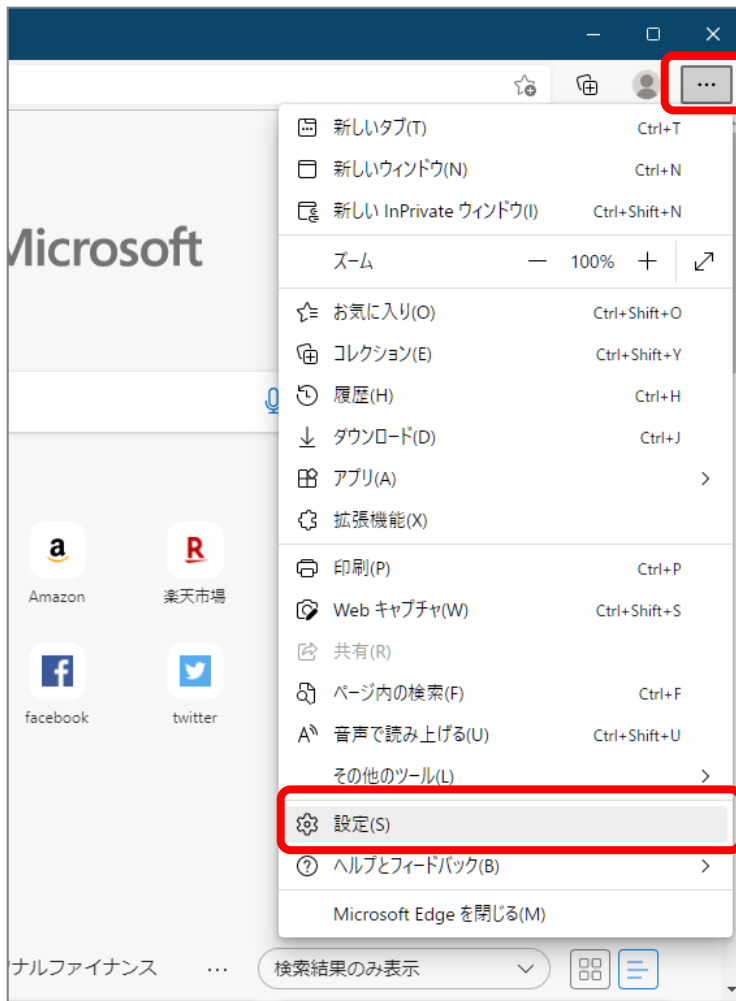 新しいタブ(T) Ctrl+T
新しいウィンドウ(N) Ctrl+N
新しい InPrivate ウィンドウ(I) Ctrl+Shift+N
Microsoft
ズーム 100%
お気に入り(O) Ctrl+Shift+O
コレクション(E) Ctrl+Shift+Y
履歴(H) Ctrl+H
ダウンロード(D) Ctrl+J
アプリ(A)
拡張機能(X)
印刷(P) Ctrl+P
Amazon 楽天市場
Web キャプチャ(W) Ctrl+Shift+S
共有(R)
ページ内の検索(F) Ctrl+F
facebook twitter
音声で読み上げる(U) Ctrl+Shift+U
その他のツール(L)
設定(S)
ヘルプとフィードバック(B)
Microsoft Edge を閉じる(M)
ナルファイナンス ... 検索結果のみ表示